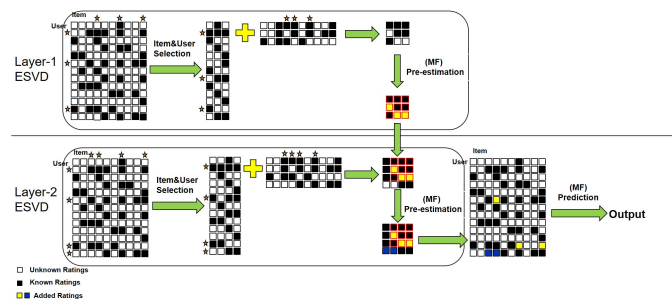 Item
User
Layer-1
ESVD
Item&User
Selection
(MF)
Pre-estimation
Item
User
Layer-2
ESVD
Item&User
Selection
(MF)
Pre-estimation
Item
User
(MF)
Prediction
Output
Unknown Ratings
Known Ratings
Added Ratings